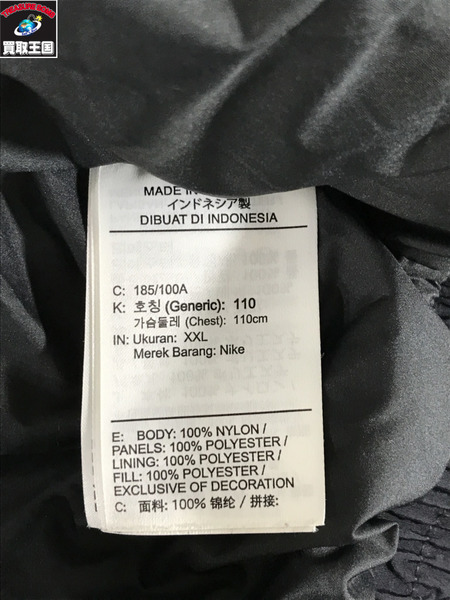 TREASURE KING
買取王国
MADE IN
インドネシア製
DIBUAT DI INDONESIA
C: 185/100A
K: 호칭 (Generic): 110
가슴둘레 (Chest): 110cm
IN: Ukuran: XXL
Merek Barang: Nike
E: BODY: 100% NYLON /
PANELS: 100% POLYESTER /
LINING: 100% POLYESTER /
FILL: 100% POLYESTER /
EXCLUSIVE OF DECORATION
C: 面料: 100% 锦纶 / 拼接: